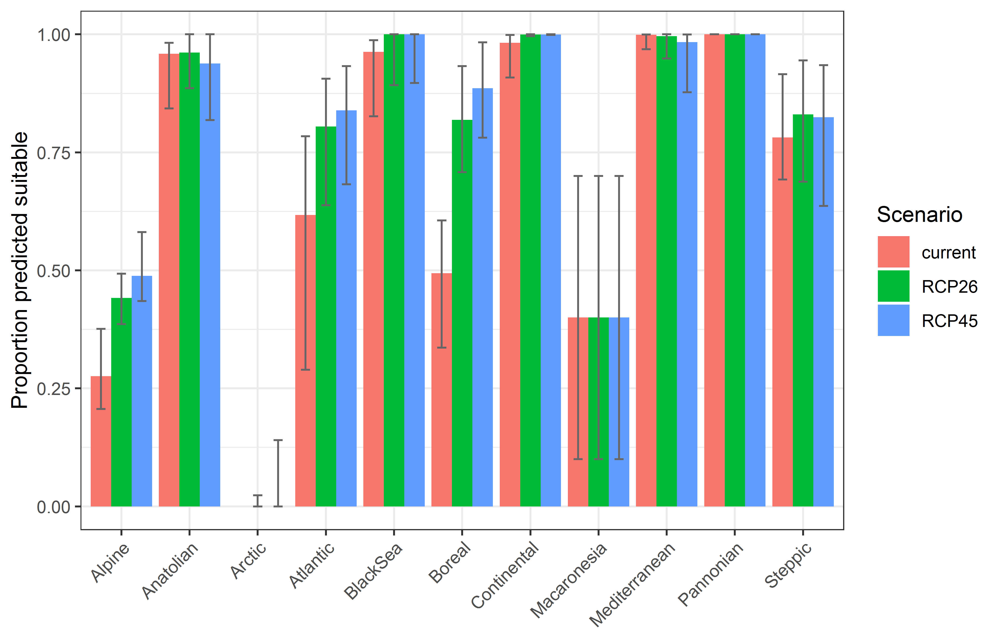 Proportion predicted suitable
1.00
0.75
0.50
0.25
0.00
Alpine
Anatolian
Arctic
Atlantic
BlackSea
Boreal
Continental
Macaronesia
Mediterranean
Pannonian
Steppic
Scenario
current
RCP26
RCP45